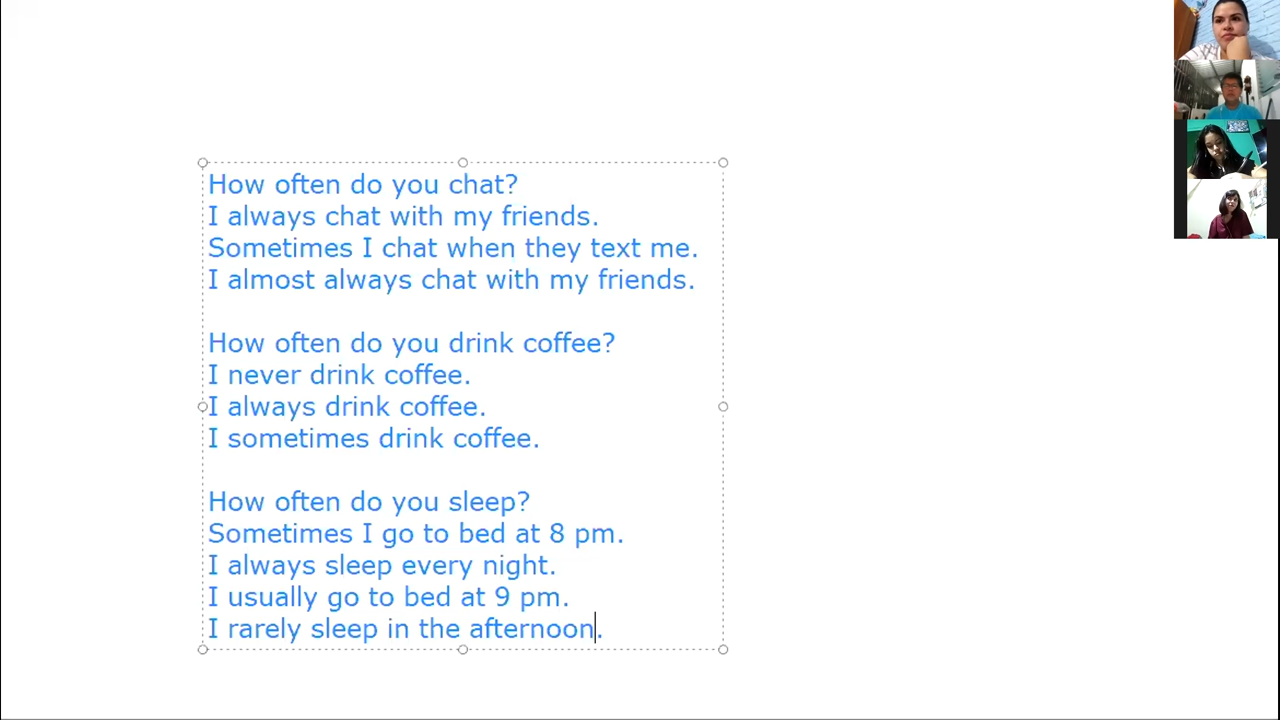 How often do you chat?
I always chat with my friends.
Sometimes I chat when they text me.
I almost always chat with my friends.
How often do you drink coffee?
I never drink coffee.
I always drink coffee.
I sometimes drink coffee.
How often do you sleep?
Sometimes I go to bed at 8 pm.
I always sleep every night.
I usually go to bed at 9 pm.
I rarely sleep in the afternoon.